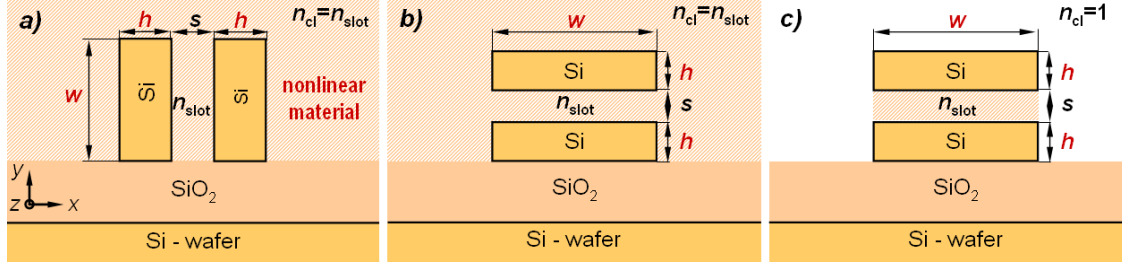 a) h s h n_cl=n_slot
w Si n_slot Si nonlinear
material
y
z x
SiO₂
Si - wafer
b) n_cl=n_slot
w
Si h
n_slot s
Si h
SiO₂
Si - wafer
c) n_cl=1
w
Si h
n_slot s
Si h
SiO₂
Si - wafer